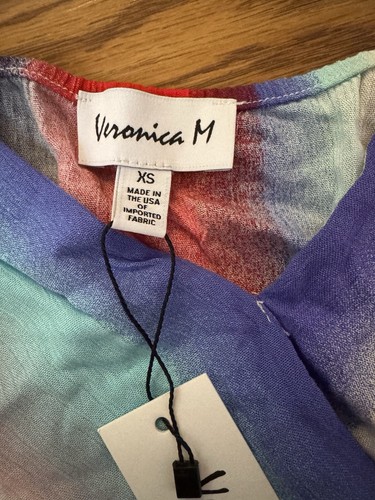 Veronica M
XS
MADE IN
THE USA
OF
IMPORTED
FABRIC